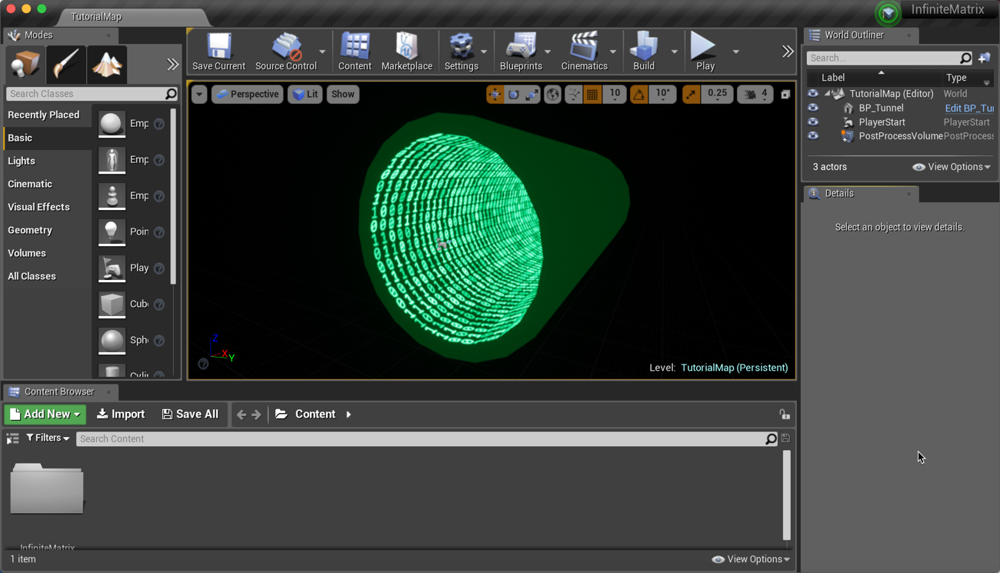 TutorialMap
InfiniteMatrix
Modes
Search Classes
Recently Placed
Basic
Lights
Cinematic
Visual Effects
Geometry
Volumes
All Classes
Emp
Emp
Emp
Poin
Play
Cub
Sph
Save Current
Source Control
Content
Marketplace
Settings
Blueprints
Cinematics
Build
Play
Perspective
Lit
Show
10
10°
0.25
4
Z
X
Y
Level: TutorialMap (Persistent)
World Outliner
Search...
Label Type
TutorialMap (Editor) World
BP_Tunnel Edit BP_Tu
PlayerStart PlayerStart
PostProcessVolume PostProcess
3 actors View Options
Details
Select an object to view details.
Content Browser
Add New Import Save All Content
Filters Search Content
InfiniteMatrix
1 item View Options